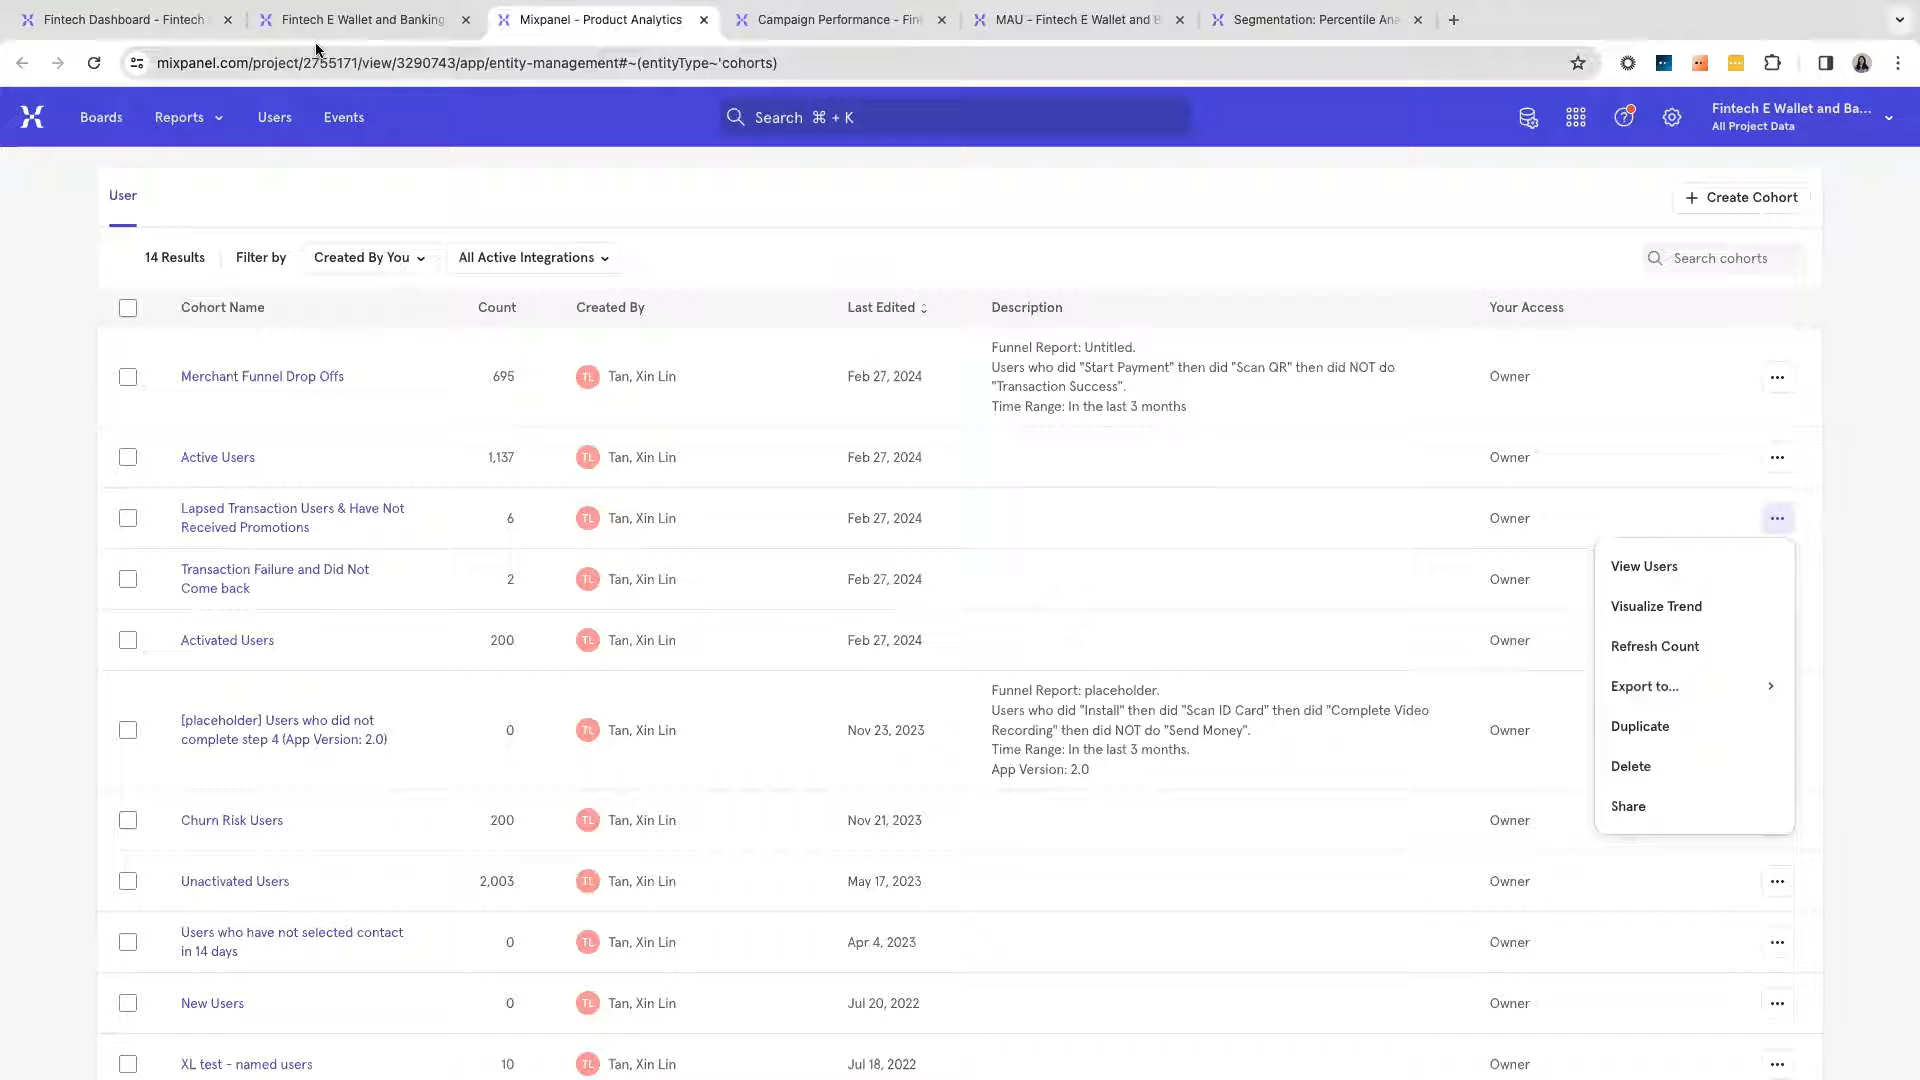 Fintech Dashboard - Fintech
Fintech E Wallet and Banking
Mixpanel - Product Analytics
Campaign Performance - Fin
MAU - Fintech E Wallet and B
Segmentation: Percentile Ana
mixpanel.com/project/2755171/view/3290743/app/entity-management#~(entityType~'cohorts)
Boards
Reports
Users
Events
Search ⌘ + K
Fintech E Wallet and Ba...
All Project Data
User
+ Create Cohort
14 Results
Filter by
Created By You
All Active Integrations
Search cohorts
Cohort Name
Count
Created By
Last Edited
Description
Your Access
Merchant Funnel Drop Offs
695
TL
Tan, Xin Lin
Feb 27, 2024
Funnel Report: Untitled.
Users who did "Start Payment" then did "Scan QR" then did NOT do
"Transaction Success".
Time Range: In the last 3 months
Owner
Active Users
1,137
TL
Tan, Xin Lin
Feb 27, 2024
Owner
Lapsed Transaction Users & Have Not
Received Promotions
6
TL
Tan, Xin Lin
Feb 27, 2024
Owner
Transaction Failure and Did Not
Come back
2
TL
Tan, Xin Lin
Feb 27, 2024
Owner
Activated Users
200
TL
Tan, Xin Lin
Feb 27, 2024
Owner
[placeholder] Users who did not
complete step 4 (App Version: 2.0)
0
TL
Tan, Xin Lin
Nov 23, 2023
Funnel Report: placeholder.
Users who did "Install" then did "Scan ID Card" then did "Complete Video
Recording" then did NOT do "Send Money".
Time Range: In the last 3 months.
App Version: 2.0
Owner
Churn Risk Users
200
TL
Tan, Xin Lin
Nov 21, 2023
Owner
Unactivated Users
2,003
TL
Tan, Xin Lin
May 17, 2023
Owner
Users who have not selected contact
in 14 days
0
TL
Tan, Xin Lin
Apr 4, 2023
Owner
New Users
0
TL
Tan, Xin Lin
Jul 20, 2022
Owner
XL test - named users
10
TL
Tan, Xin Lin
Jul 18, 2022
Owner
View Users
Visualize Trend
Refresh Count
Export to...
Duplicate
Delete
Share